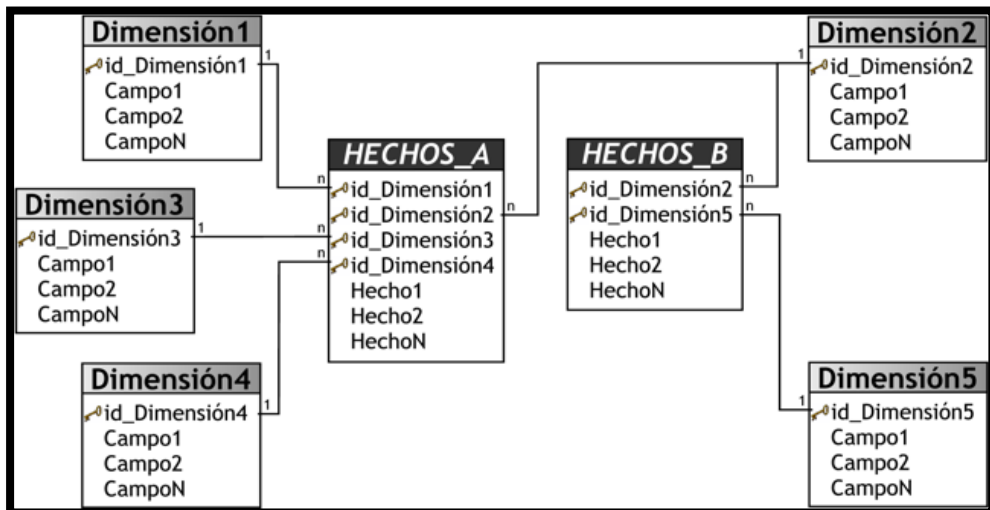 Dimensión1
id_Dimensión1
Campo1
Campo2
CampoN
1
Dimensión3
id_Dimensión3
Campo1
Campo2
CampoN
1
Dimensión4
id_Dimensión4
Campo1
Campo2
CampoN
1
HECHOS_A
n
id_Dimensión1
id_Dimensión2
n
n
id_Dimensión3
n
id_Dimensión4
Hecho1
Hecho2
HechoN
HECHOS_B
id_Dimensión2
n
id_Dimensión5
n
Hecho1
Hecho2
HechoN
Dimensión2
1
id_Dimensión2
Campo1
Campo2
CampoN
Dimensión5
1
id_Dimensión5
Campo1
Campo2
CampoN